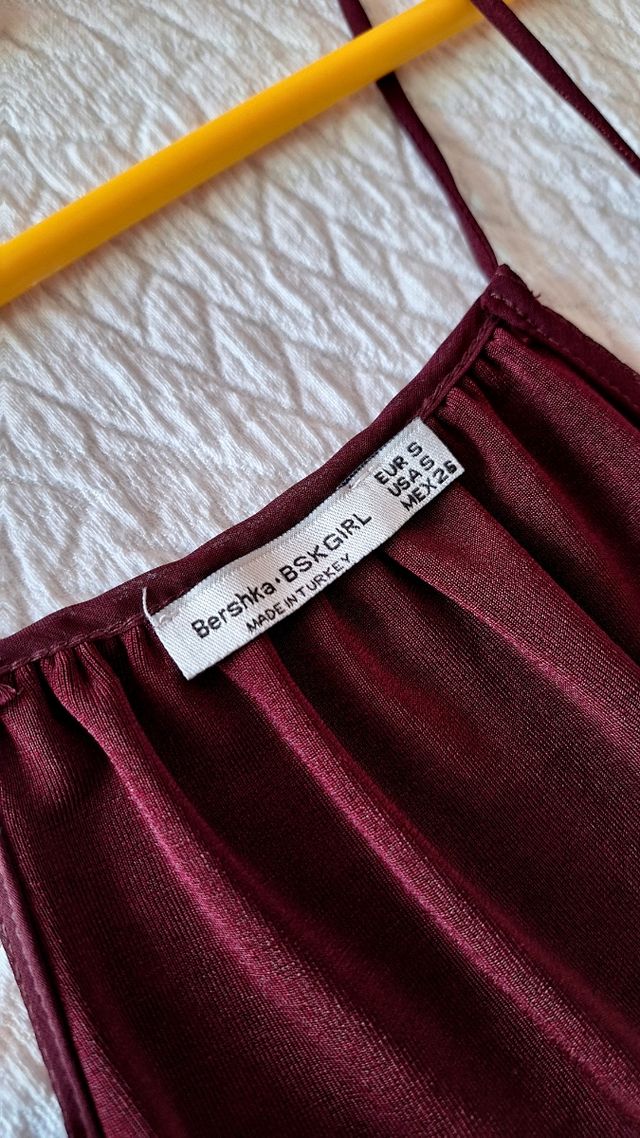 Bershka•BSKGIRL
MADE IN TURKEY
EUR S
USA S
MEX 26